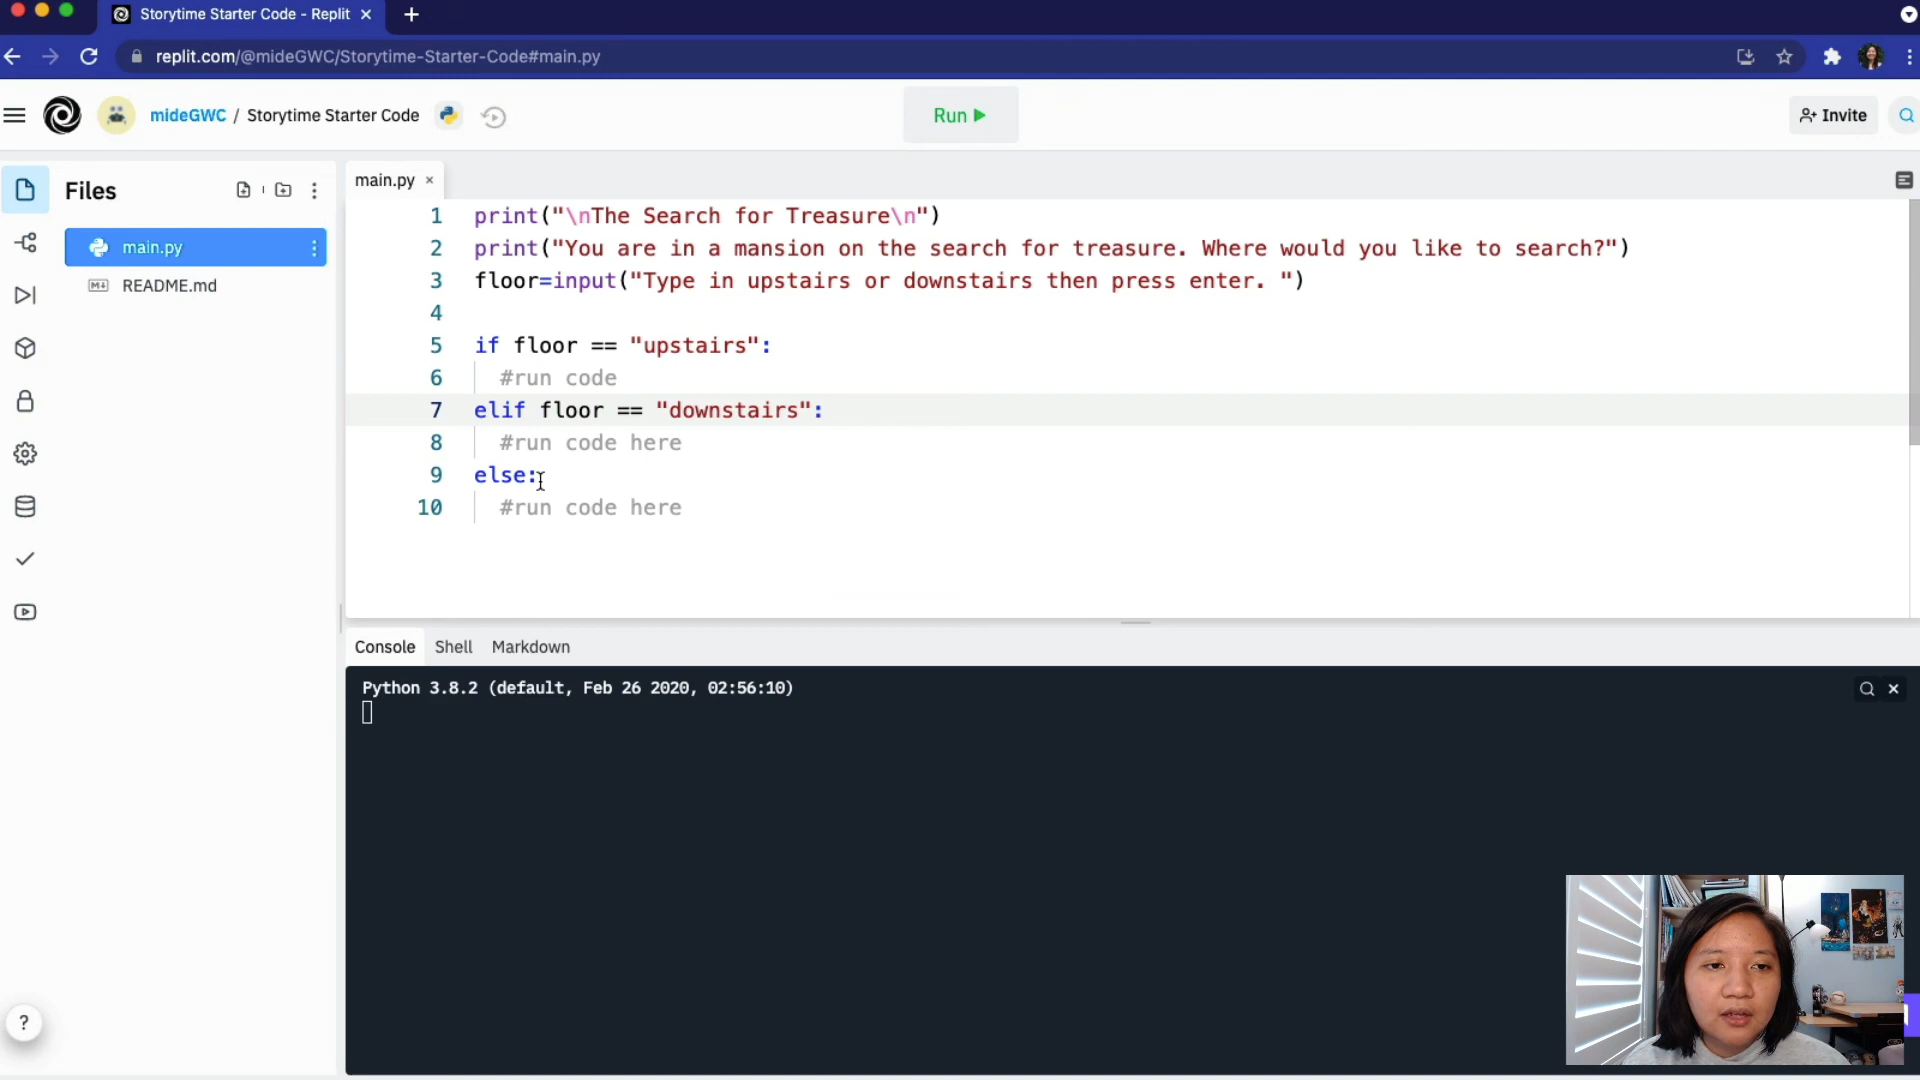 Storytime Starter Code - Replit
replit.com/@mideGWC/Storytime-Starter-Code#main.py
mideGWC / Storytime Starter Code
Run
Invite
Files
main.py
README.md
main.py
1 print("\nThe Search for Treasure\n")
2 print("You are in a mansion on the search for treasure. Where would you like to search?")
3 floor=input("Type in upstairs or downstairs then press enter. ")
4
5 if floor == "upstairs":
6 #run code
7 elif floor == "downstairs":
8 #run code here
9 else:
10 #run code here
Console Shell Markdown
Python 3.8.2 (default, Feb 26 2020, 02:56:10)
?